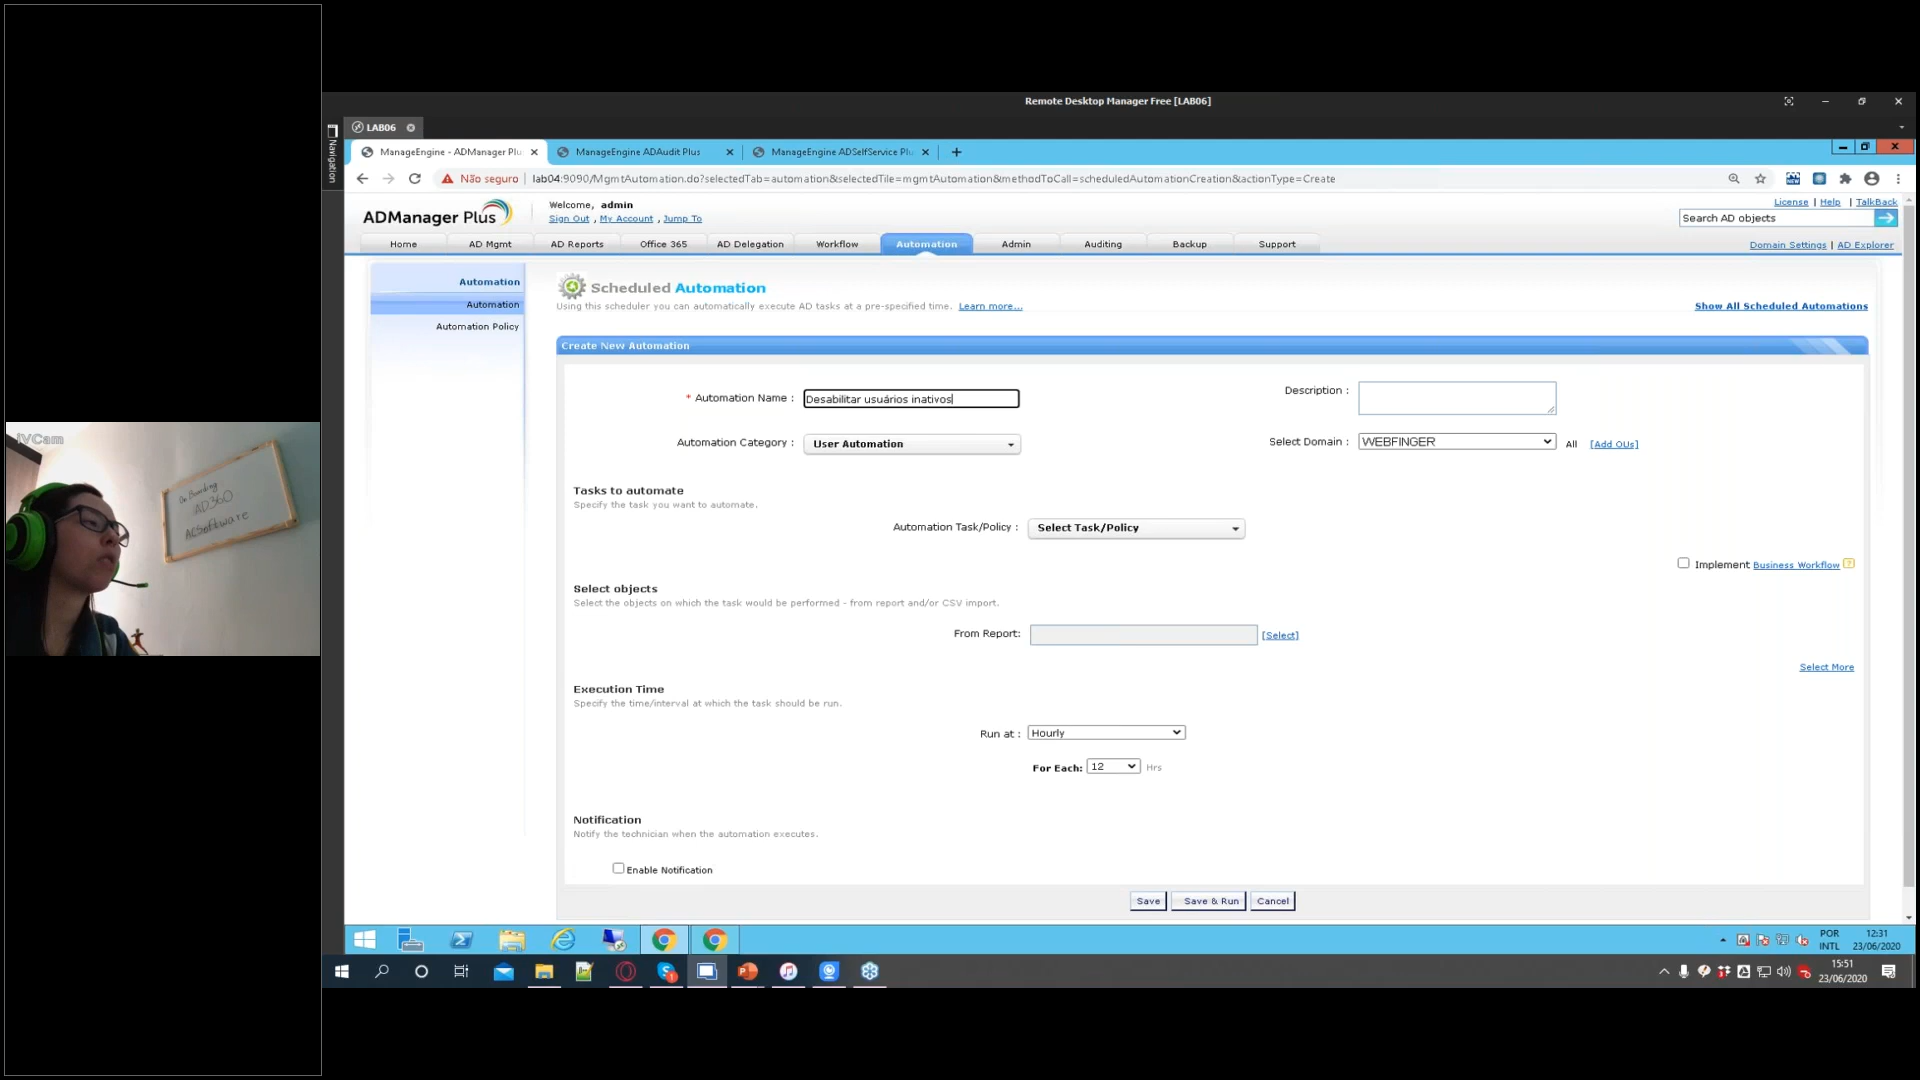 Remote Desktop Manager Free [LAB06]
LAB06
Navigation
ManageEngine - ADManager Plu
ManageEngine ADAudit Plus
ManageEngine ADSelfService Plu
Não seguro
lab04:9090/MgmtAutomation.do?selectedTab=automation&selectedTile=mgmtAutomation&methodToCall=scheduledAutomationCreation&actionType=Create
ADManager Plus
Welcome, admin
Sign Out , My Account , Jump To
License | Help | TalkBack
Search AD objects
Home AD Mgmt AD Reports Office 365 AD Delegation Workflow Automation Admin Auditing Backup Support
Domain Settings | AD Explorer
Automation
Automation
Automation Policy
Scheduled Automation
Using this scheduler you can automatically execute AD tasks at a pre-specified time. Learn more...
Show All Scheduled Automations
Create New Automation
* Automation Name : Desabilitar usuários inativos
Description :
Automation Category : User Automation
Select Domain : WEBFINGER All [Add OUs]
Tasks to automate
Specify the task you want to automate.
Automation Task/Policy : Select Task/Policy
Implement Business Workflow ?
Select objects
Select the objects on which the task would be performed - from report and/or CSV import.
From Report: [Select]
Select More
Execution Time
Specify the time/interval at which the task should be run.
Run at : Hourly
For Each: 12 Hrs
Notification
Notify the technician when the automation executes.
Enable Notification
Save Save & Run Cancel
POR
INTL
12:31
23/06/2020
15:51
23/06/2020
iVCam
On Boarding
AD360
ACSoftware